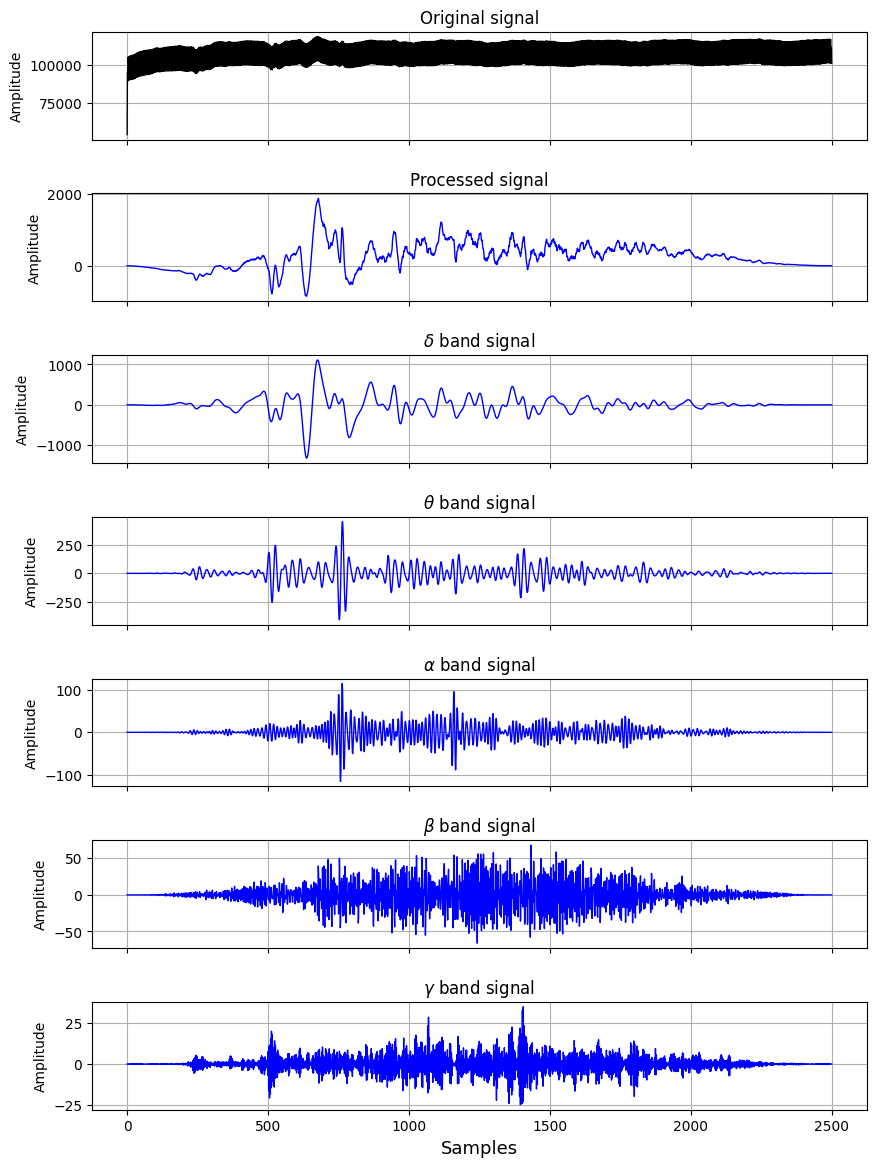 Original signal
Amplitude
100000
75000
Processed signal
Amplitude
2000
0
δ band signal
Amplitude
1000
0
−1000
θ band signal
Amplitude
250
0
−250
α band signal
Amplitude
100
0
−100
β band signal
Amplitude
50
0
−50
γ band signal
Amplitude
25
0
−25
0 500 1000 1500 2000 2500
Samples